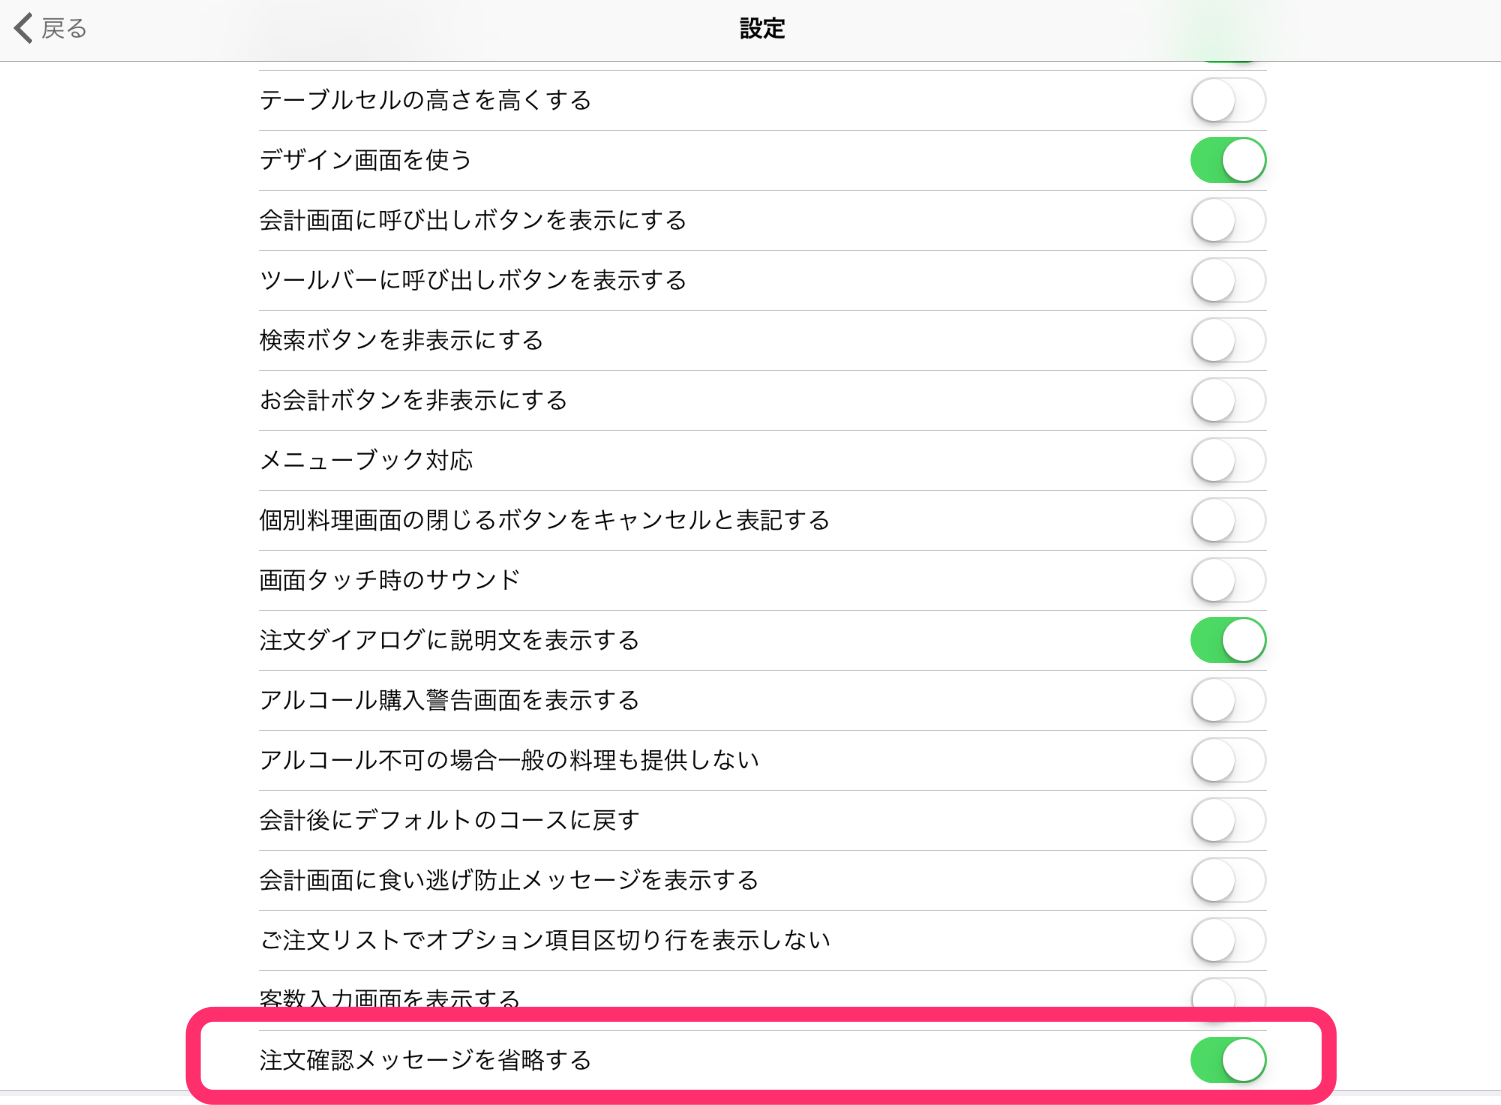 戻る
設定
テーブルセルの高さを高くする
デザイン画面を使う
会計画面に呼び出しボタンを表示にする
ツールバーに呼び出しボタンを表示する
検索ボタンを非表示にする
お会計ボタンを非表示にする
メニューブック対応
個別料理画面の閉じるボタンをキャンセルと表記する
画面タッチ時のサウンド
注文ダイアログに説明文を表示する
アルコール購入警告画面を表示する
アルコール不可の場合一般の料理も提供しない
会計後にデフォルトのコースに戻す
会計画面に食い逃げ防止メッセージを表示する
ご注文リストでオプション項目区切り行を表示しない
客数入力画面を表示する
注文確認メッセージを省略する